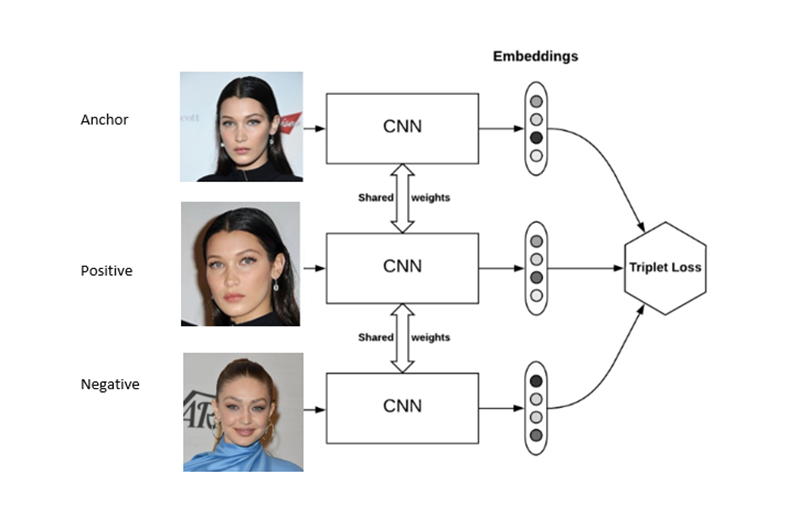 Embeddings
Anchor
CNN
Shared weights
Positive
CNN
Triplet Loss
Shared weights
Negative
CNN